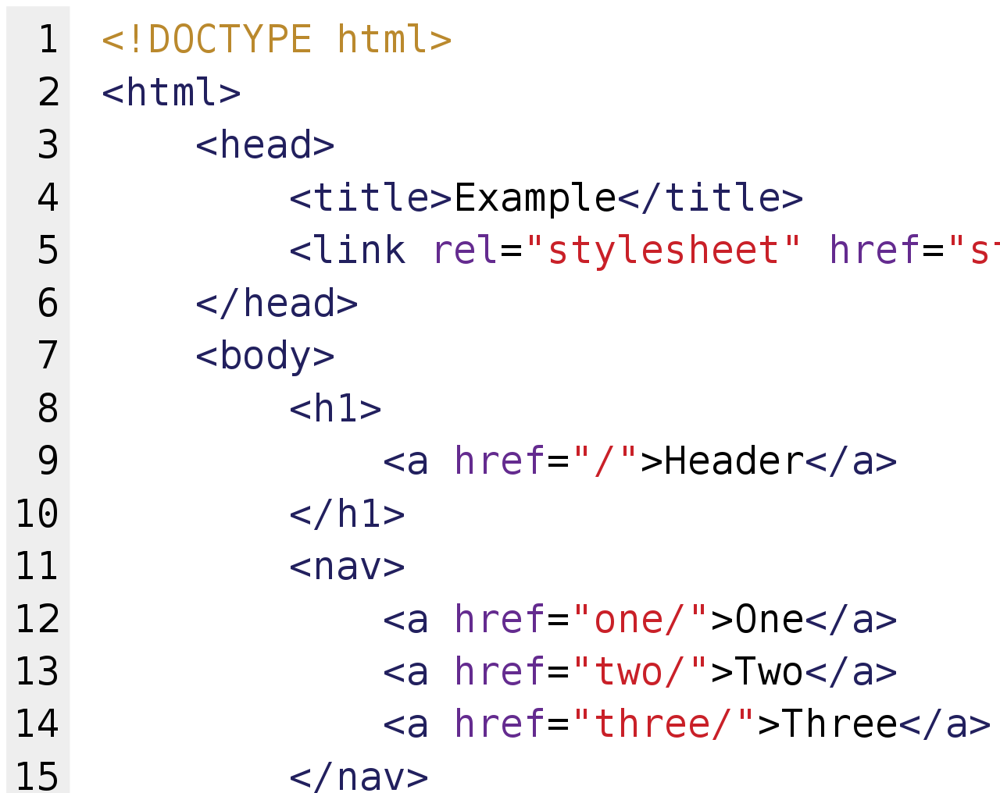 1 <!DOCTYPE html>
2 <html>
3 <head>
4 <title>Example</title>
5 <link rel="stylesheet" href="st
6 </head>
7 <body>
8 <h1>
9 <a href="/">Header</a>
10 </h1>
11 <nav>
12 <a href="one/">One</a>
13 <a href="two/">Two</a>
14 <a href="three/">Three</a>
15 </nav>